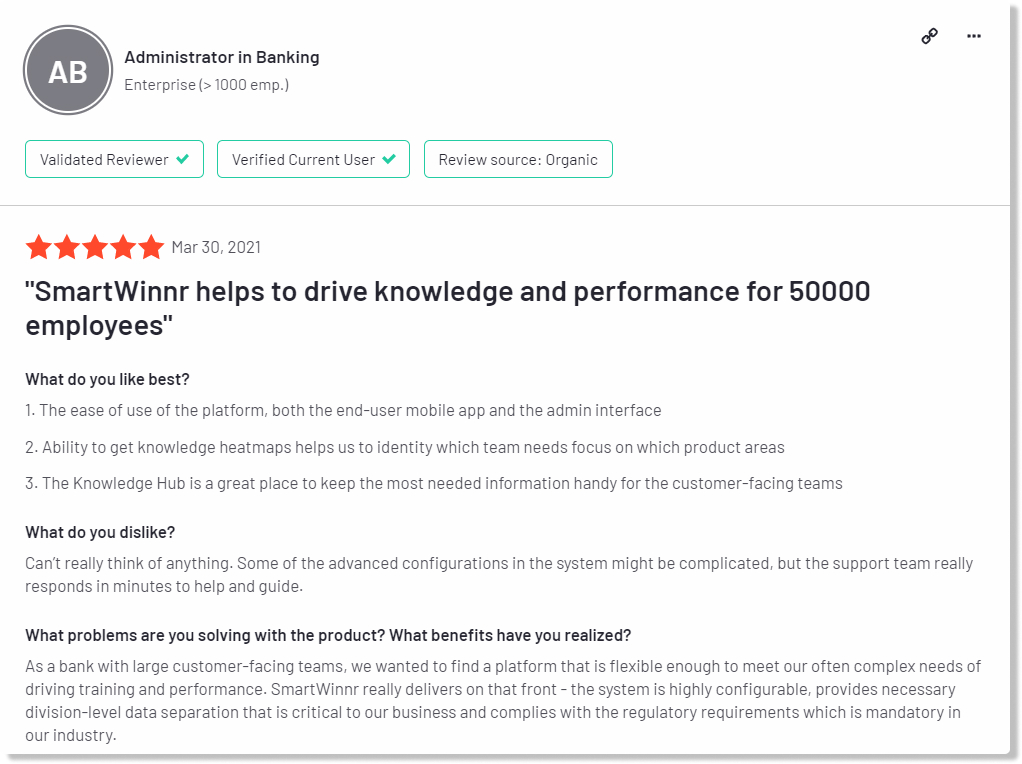 AB
Administrator in Banking
Enterprise (> 1000 emp.)
Validated Reviewer
Verified Current User
Review source: Organic
Mar 30, 2021
"SmartWinnr helps to drive knowledge and performance for 50000
employees"
What do you like best?
1. The ease of use of the platform, both the end-user mobile app and the admin interface
2. Ability to get knowledge heatmaps helps us to identity which team needs focus on which product areas
3. The Knowledge Hub is a great place to keep the most needed information handy for the customer-facing teams
What do you dislike?
Can't really think of anything. Some of the advanced configurations in the system might be complicated, but the support team really
responds in minutes to help and guide.
What problems are you solving with the product? What benefits have you realized?
As a bank with large customer-facing teams, we wanted to find a platform that is flexible enough to meet our often complex needs of
driving training and performance. SmartWinnr really delivers on that front - the system is highly configurable, provides necessary
division-level data separation that is critical to our business and complies with the regulatory requirements which is mandatory in
our industry.